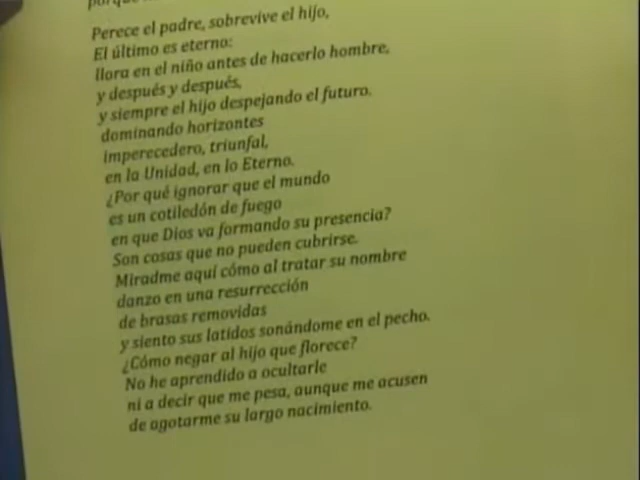 Perece el padre, sobrevive el hijo,
El último es eterno:
llora en el niño antes de hacerlo hombre,
y después y después,
y siempre el hijo despejando el futuro.
dominando horizontes
imperecedero, triunfal,
en la Unidad, en lo Eterno.
¿Por qué ignorar que el mundo
es un cotiledón de fuego
en que Dios va formando su presencia?
Son cosas que no pueden cubrirse.
Miradme aquí cómo al tratar su nombre
danzo en una resurrección
de brasas removidas
y siento sus latidos sonándome en el pecho.
¿Cómo negar al hijo que florece?
No he aprendido a ocultarle
ni a decir que me pesa, aunque me acusen
de agotarme su largo nacimiento.